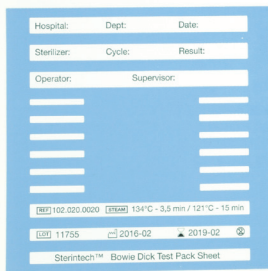 Hospital: Dept: Date:
Sterilizer: Cycle: Result:
Operator: Supervisor:
REF 102.020.0020 STEAM 134°C - 3,5 min / 121°C - 15 min
LOT 11755 2016-02 2019-02
Sterintech™ Bowie Dick Test Pack Sheet